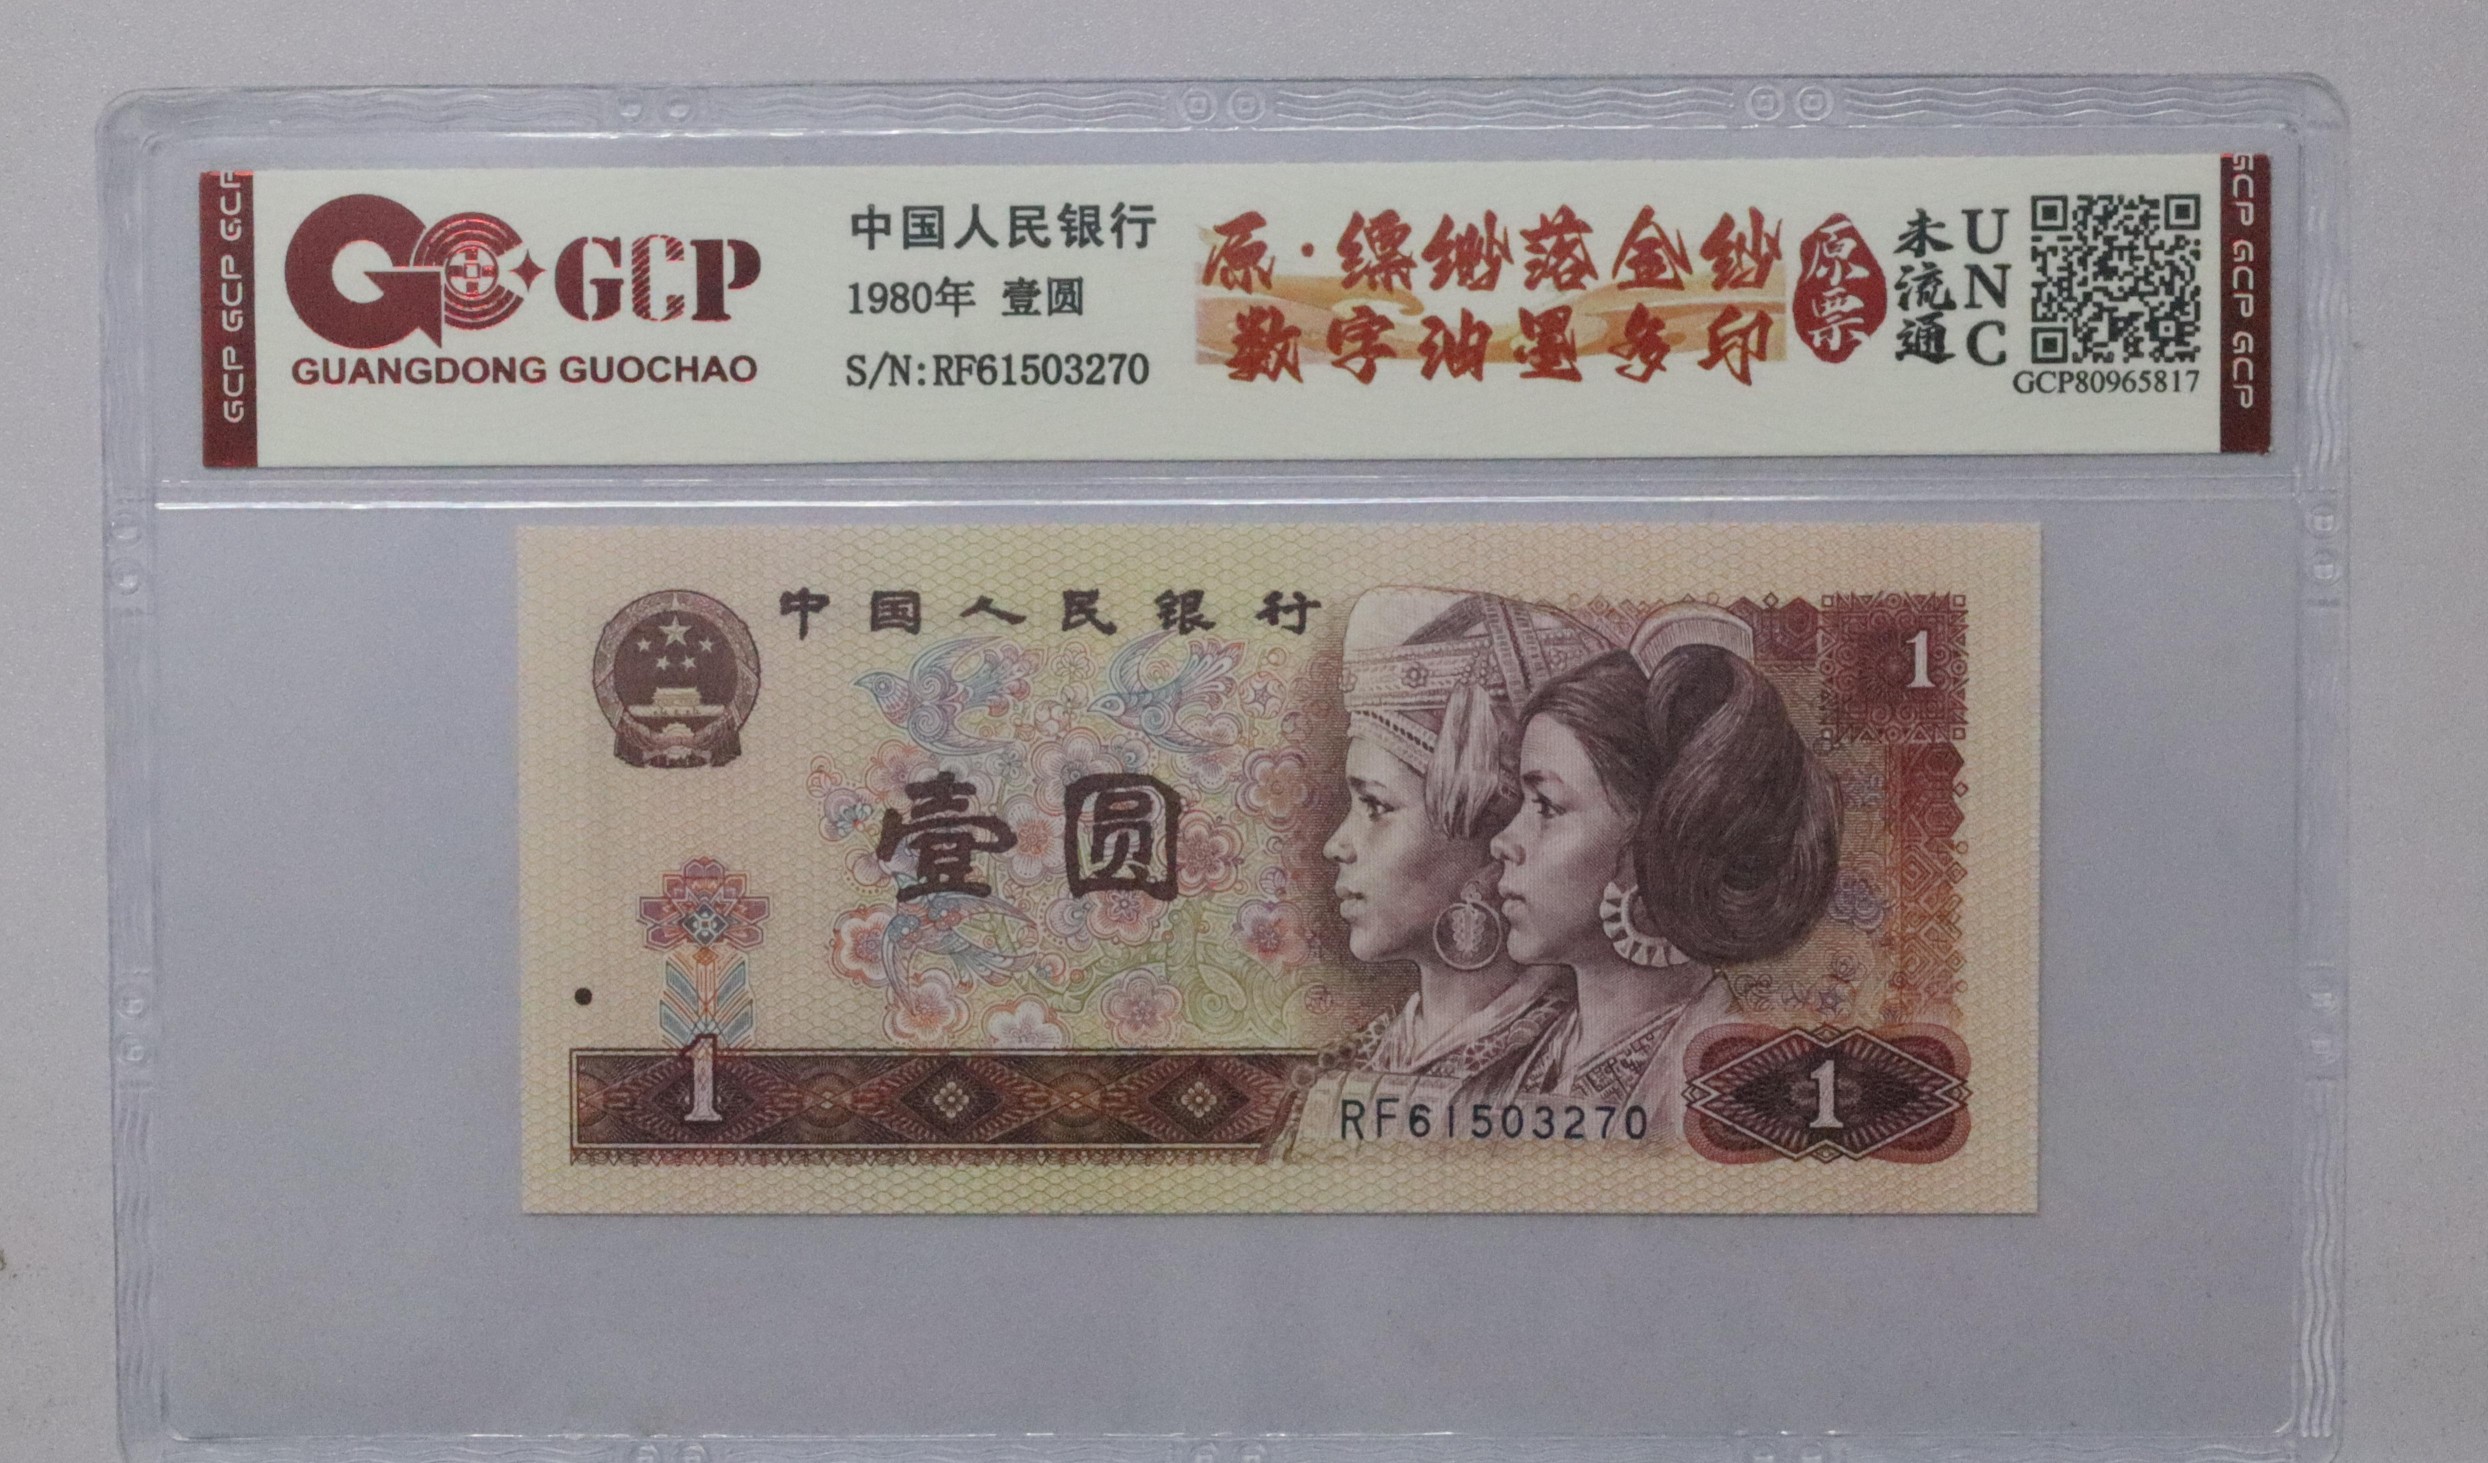 GCP GCP GCP
GCP
GUANGDONG GUOCHAO
中国人民银行
1980年 壹圆
S/N:RF61503270
原·缥缈落金纱
数字油墨多印
原票
未流通
UNC
GCP80965817
GCP GCP GCP
中国人民银行
1
壹圆
1
RF61503270
1